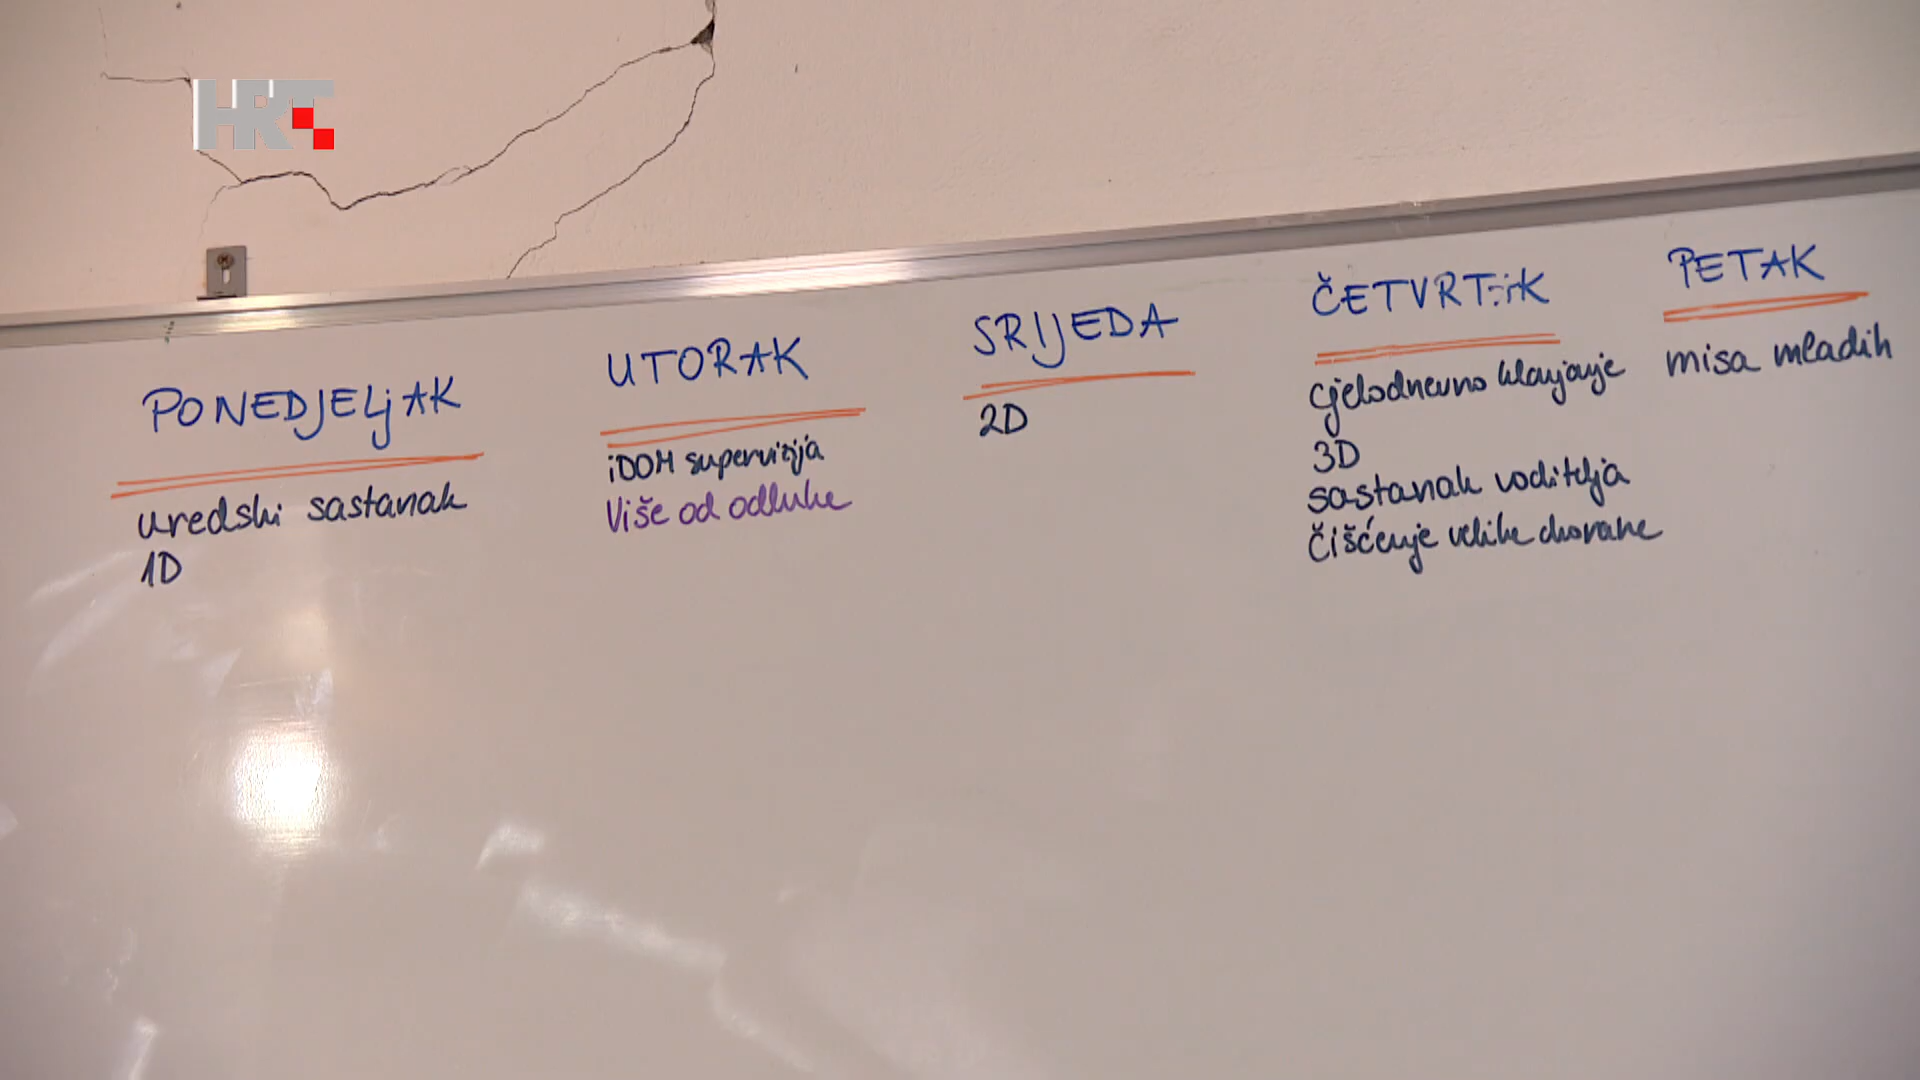 HRT
PONEDJELjAK
uredski sastanak
1D
UTORAK
iDOM supervizija
Više od odluke
SRIJEDA
2D
ČETVRTAK
cjelodnevno klanjanje
3D
sastanak voditelja
čišćenje velike dvorane
PETAK
misa mladih